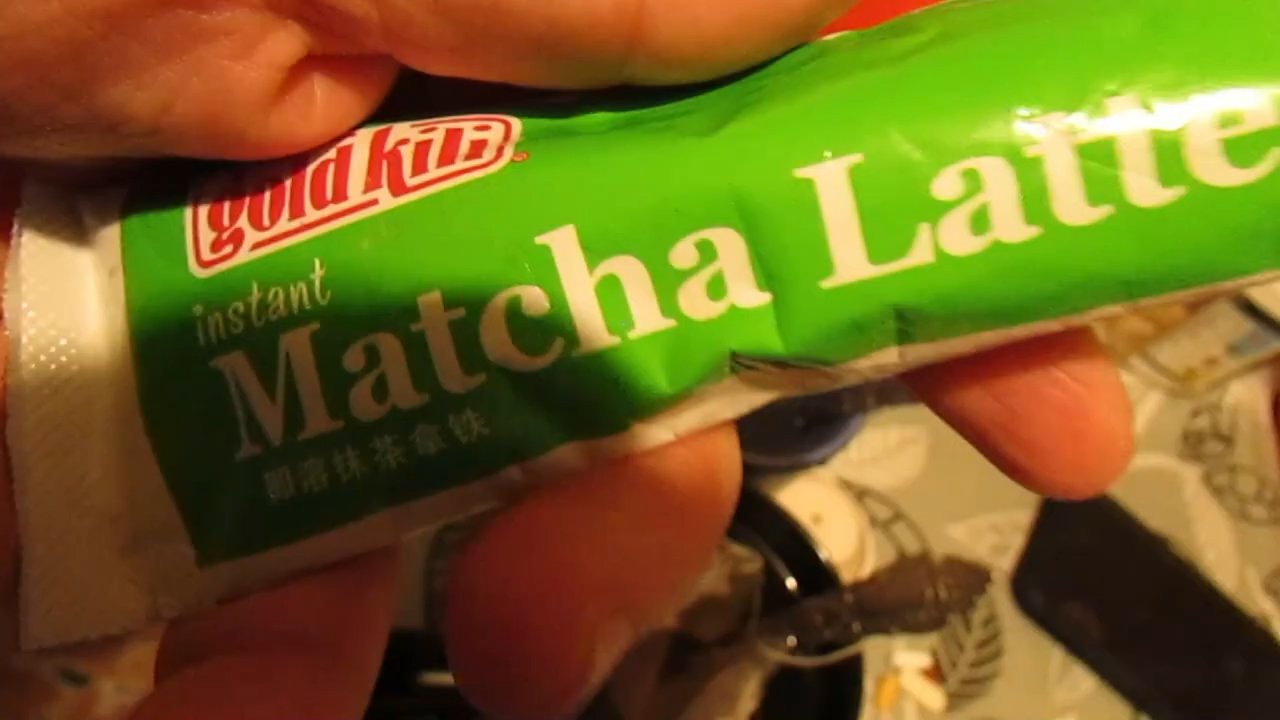 gold kili
instant
Matcha Latte
即溶抹茶拿铁